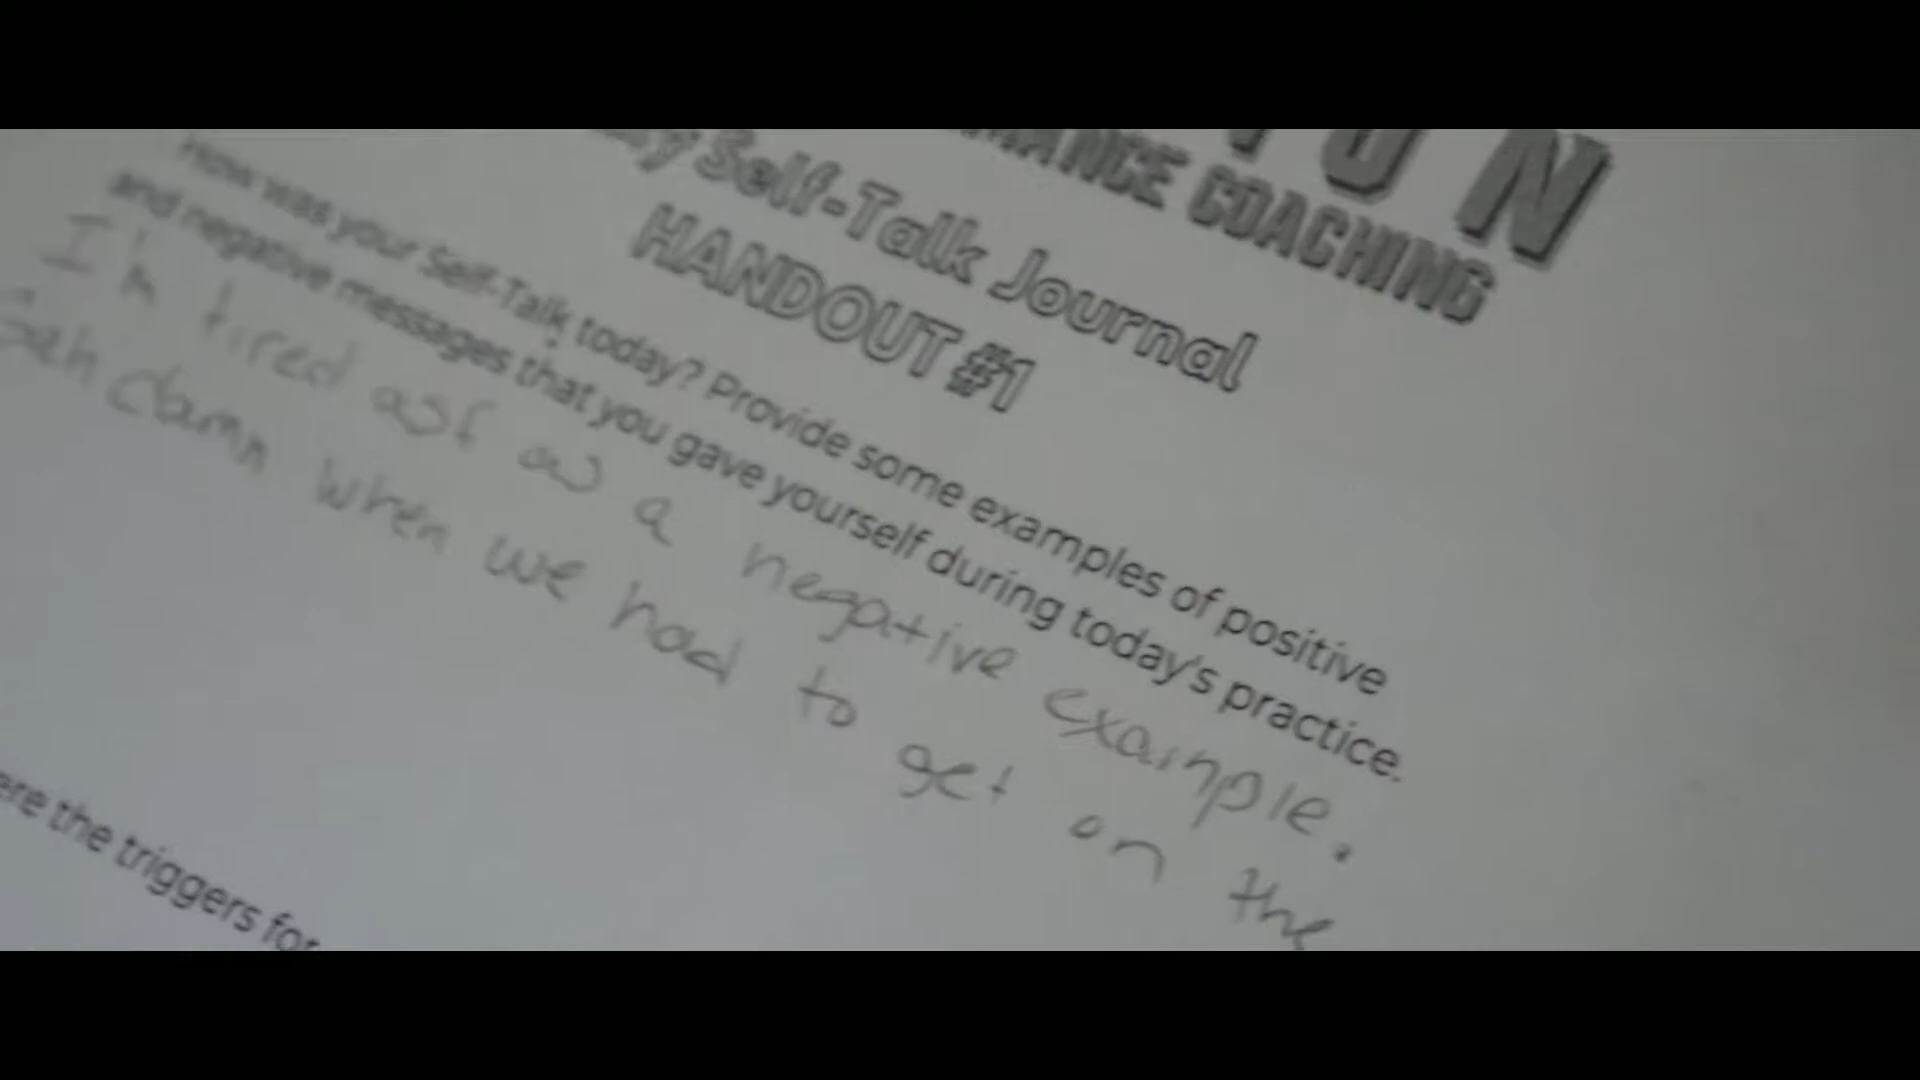 COACHING
Self-Talk Journal
HANDOUT #1
How was your Self-Talk today? Provide some examples of positive
and negative messages that you gave yourself during today's practice.
I'm tired asf as a negative example.
damn when we had to get on the
the triggers for